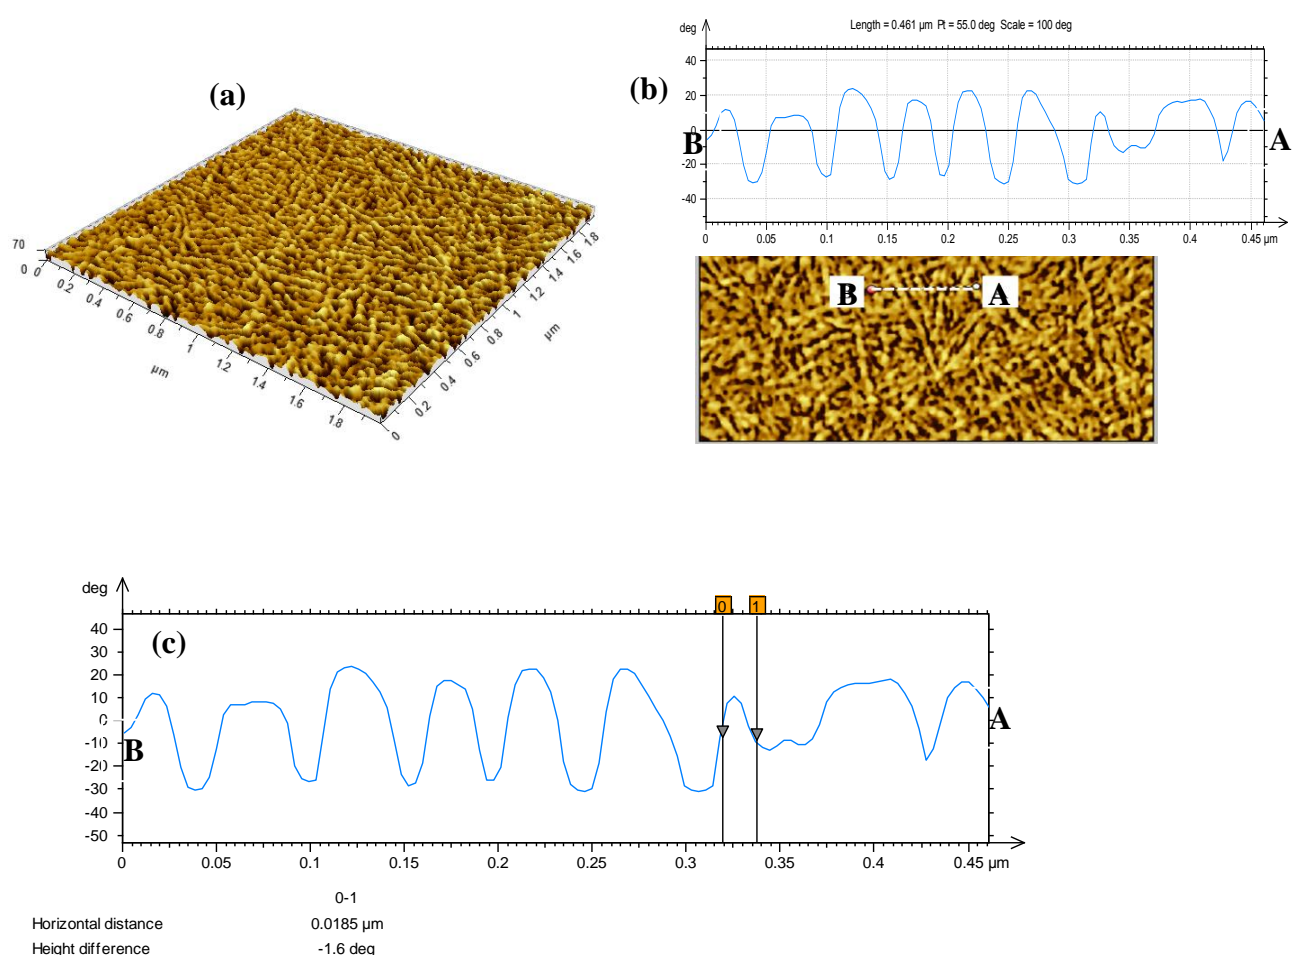 (a)
70
0
0
0.2
0.4
0.6
0.8
1
1.2
1.4
1.6
1.8
µm
0
0.2
0.4
0.6
0.8
1
1.2
1.4
1.6
1.8
µm
(b)
Length = 0.461 µm Pt = 55.0 deg Scale = 100 deg
deg
40
20
0
-20
-40
B
A
0 0.05 0.1 0.15 0.2 0.25 0.3 0.35 0.4 0.45 µm
B A
deg
0 1
(c)
40
30
20
10
0
-10
-20
-30
-40
-50
B
A
0 0.05 0.1 0.15 0.2 0.25 0.3 0.35 0.4 0.45 µm
0-1
Horizontal distance 0.0185 µm
Height difference -1.6 deg